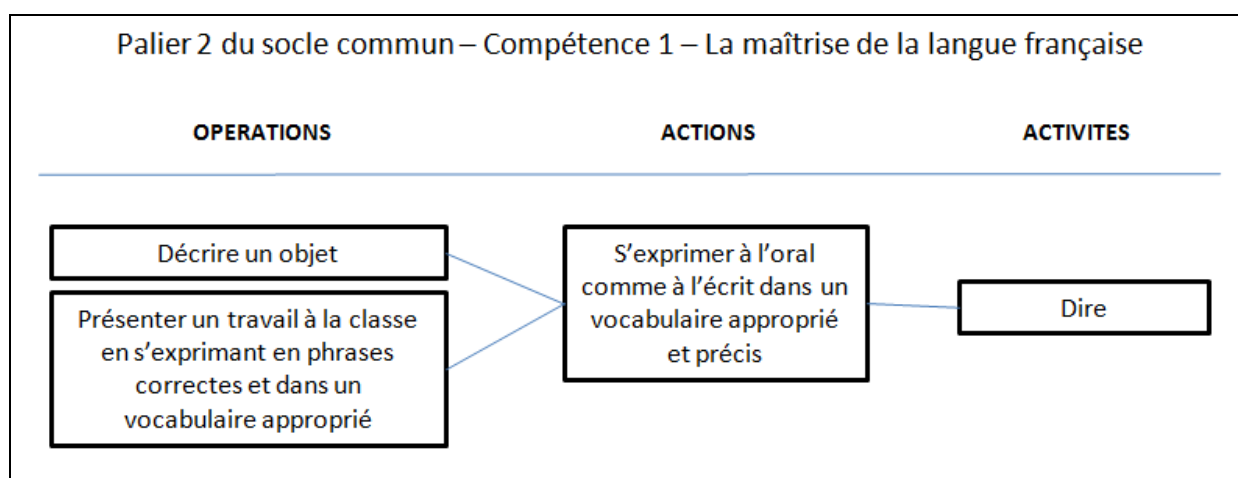 Palier 2 du socle commun – Compétence 1 – La maîtrise de la langue française
OPERATIONS
ACTIONS
ACTIVITES
Décrire un objet
Présenter un travail à la classe
en s’exprimant en phrases
correctes et dans un
vocabulaire approprié
S’exprimer à l’oral
comme à l’écrit dans un
vocabulaire approprié
et précis
Dire